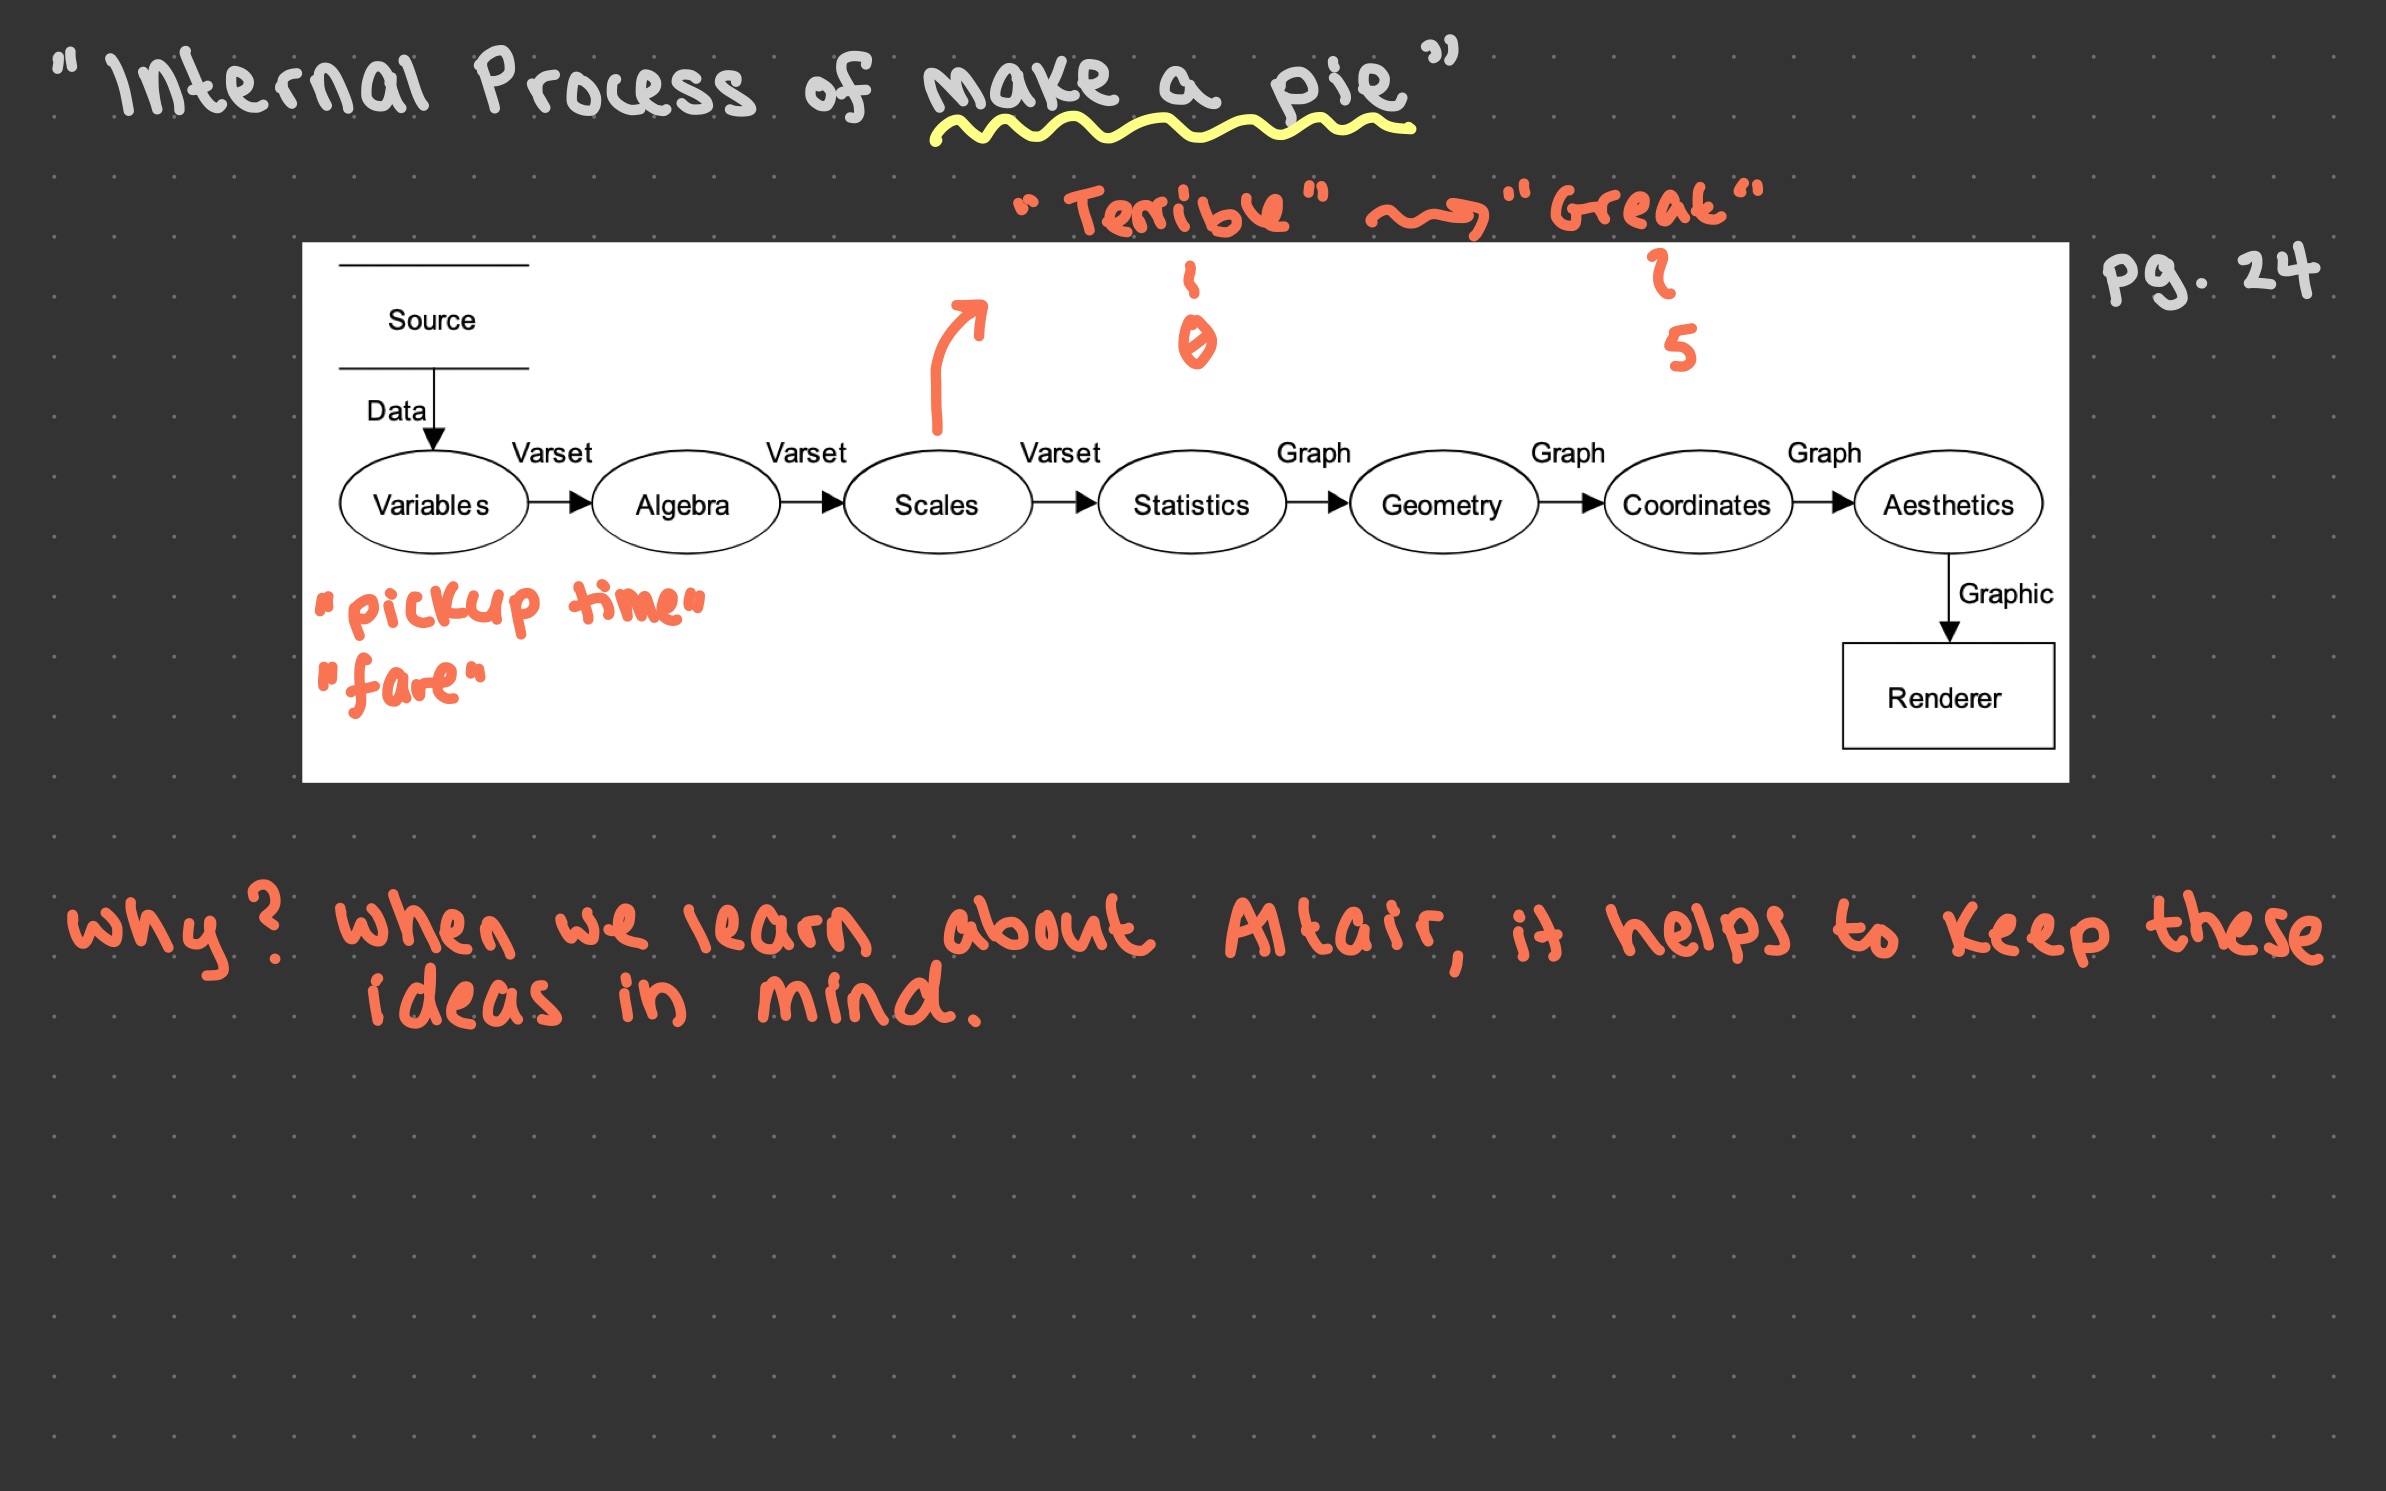 "Internal Process of make a pie"
"Terrible" "Great"
pg. 24
0 5
Source
Data
Varset Varset Varset Graph Graph Graph
Variables Algebra Scales Statistics Geometry Coordinates Aesthetics
"pickup time"
Graphic
"fare"
Renderer
Why? When we learn about Altair, it helps to keep these
ideas in mind.